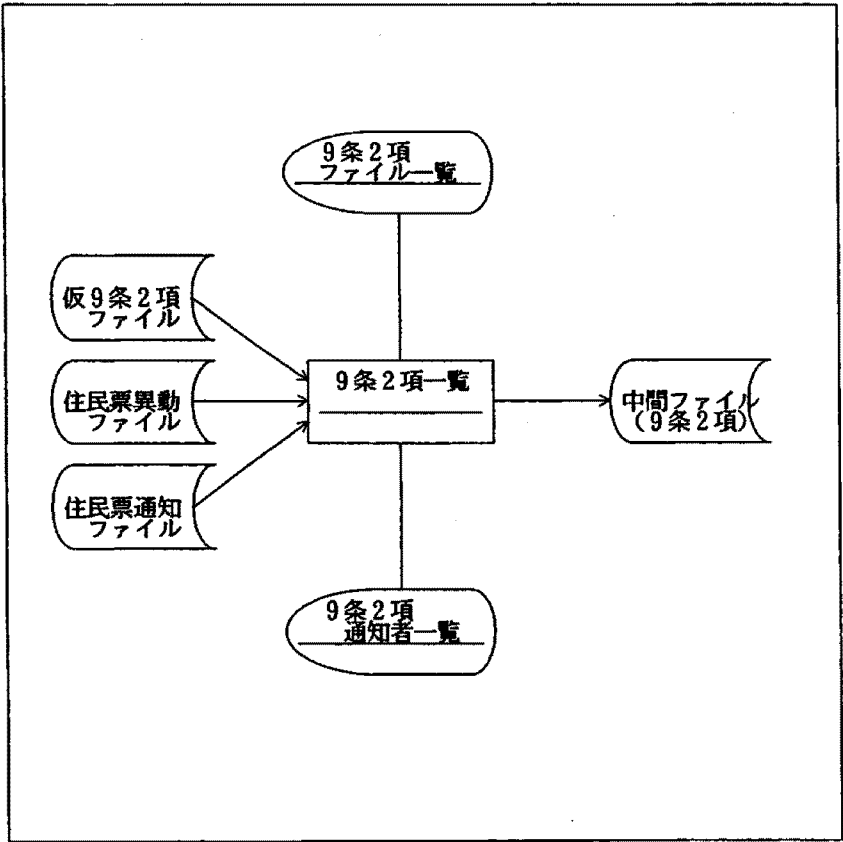 9条2項
ファイル一覧
仮9条2項
ファイル
住民票異動
ファイル
住民票通知
ファイル
9条2項一覧
中間ファイル
(9条2項)
9条2項
通知者一覧